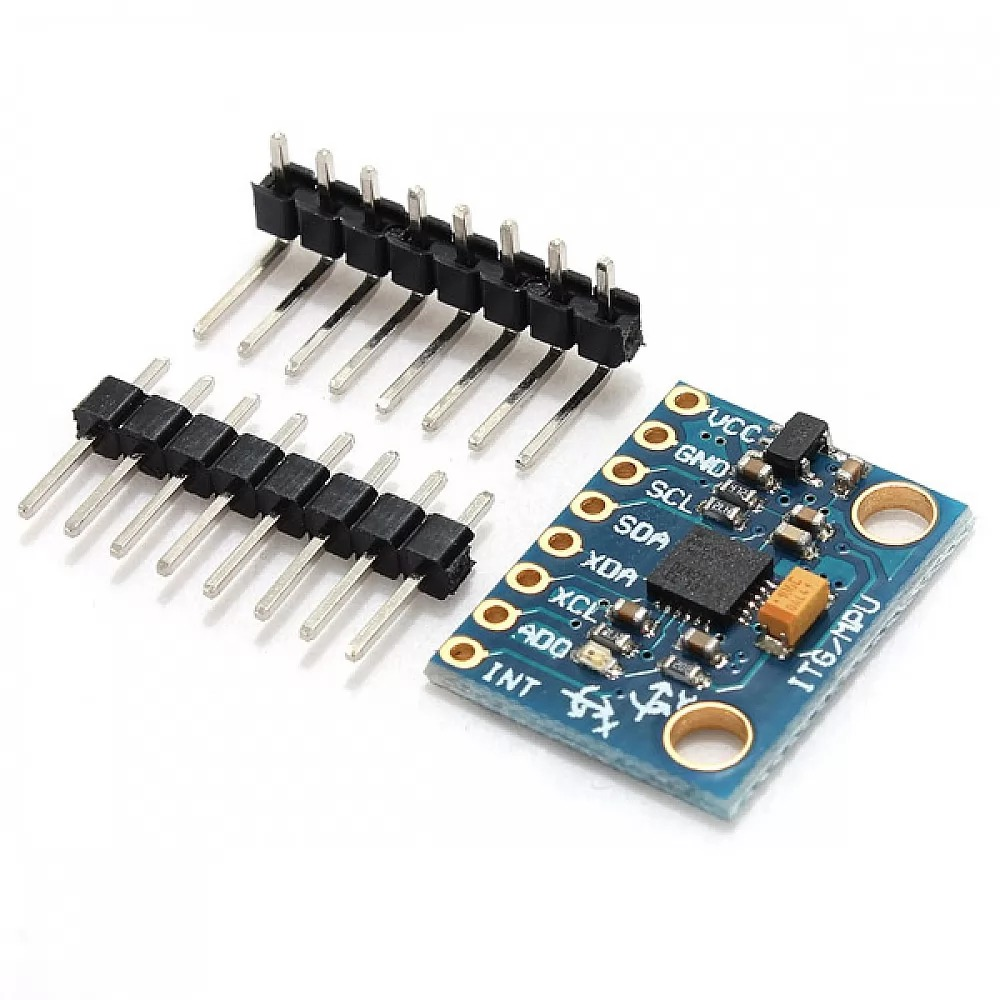 VCC
GND
SCL
SDA
XDA
XCL
ADO
INT
ITG/MPU
X